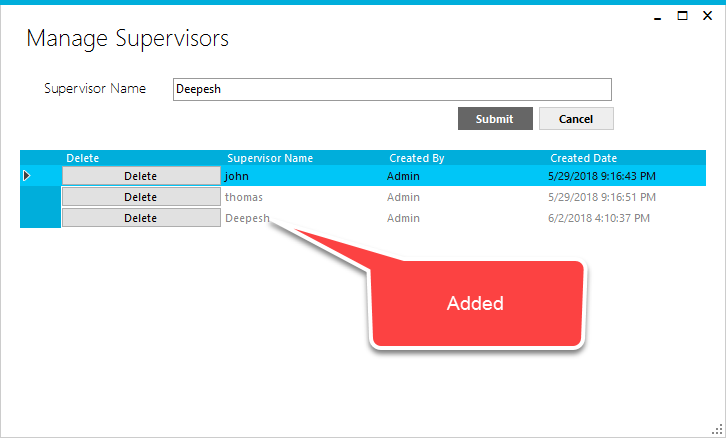 Manage Supervisors
Supervisor Name Deepesh
Submit Cancel
Delete Supervisor Name Created By Created Date
Delete john Admin 5/29/2018 9:16:43 PM
Delete thomas Admin 5/29/2018 9:16:51 PM
Delete Deepesh Admin 6/2/2018 4:10:37 PM
Added